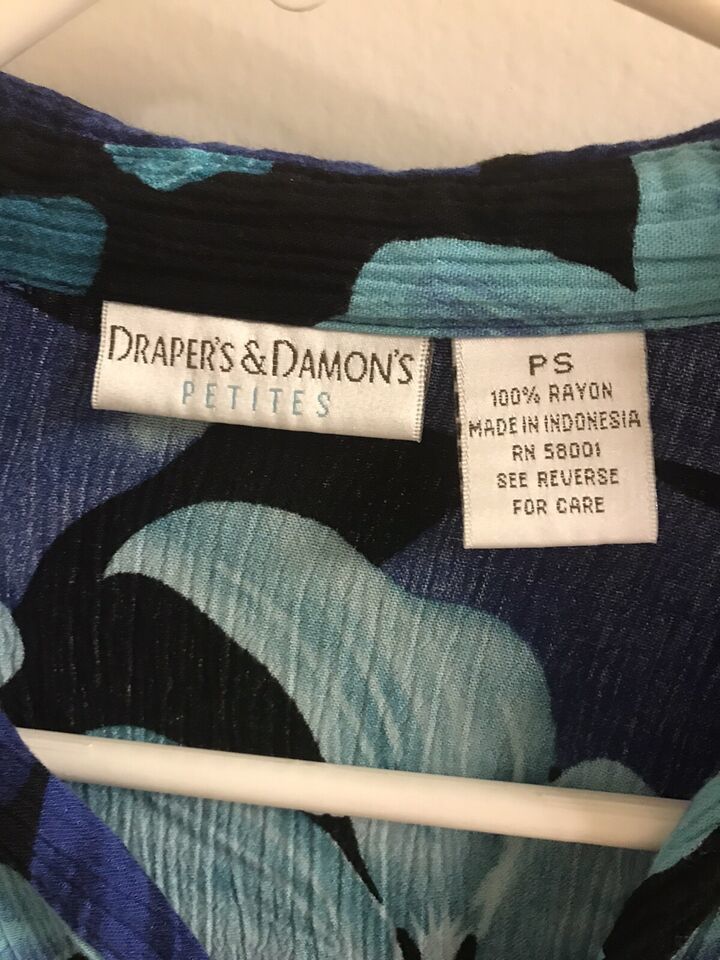 DRAPER'S & DAMON'S
PETITES
PS
100% RAYON
MADE IN INDONESIA
RN 58001
SEE REVERSE
FOR CARE